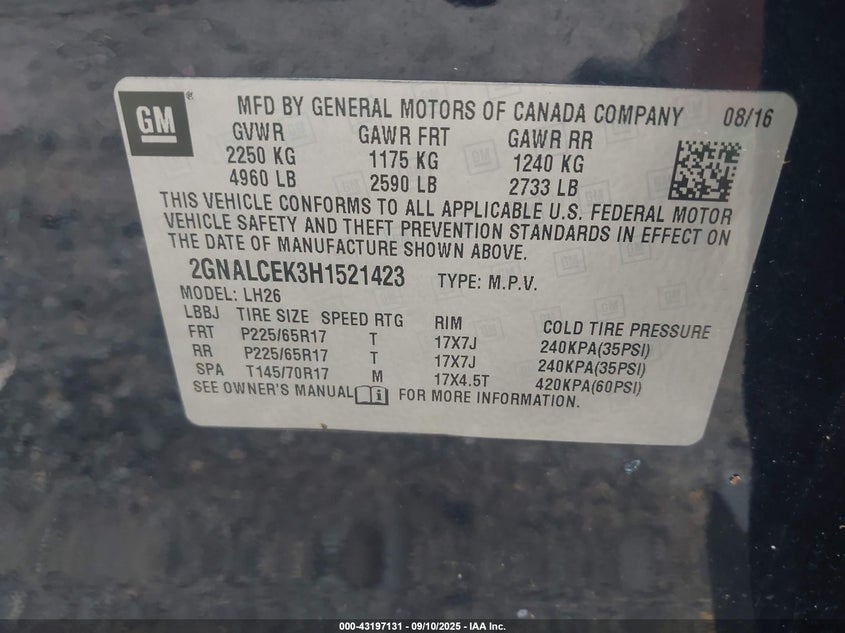 GM ®
MFD BY GENERAL MOTORS OF CANADA COMPANY 08/16
GVWR GAWR FRT GAWR RR
2250 KG 1175 KG 1240 KG
4960 LB 2590 LB 2733 LB
THIS VEHICLE CONFORMS TO ALL APPLICABLE U.S. FEDERAL MOTOR
VEHICLE SAFETY AND THEFT PREVENTION STANDARDS IN EFFECT ON
THE DATE OF MANUFACTURE SHOWN ABOVE.
2GNALCEK3H1521423 TYPE: M.P.V.
MODEL: LH26
LBBJ TIRE SIZE SPEED RTG RIM COLD TIRE PRESSURE
FRT P225/65R17 T 17X7J 240KPA(35PSI)
RR P225/65R17 T 17X7J 240KPA(35PSI)
SPA T145/70R17 M 17X4.5T 420KPA(60PSI)
SEE OWNER'S MANUAL i FOR MORE INFORMATION.
000-43197131 - 09/10/2025 - IAA Inc.